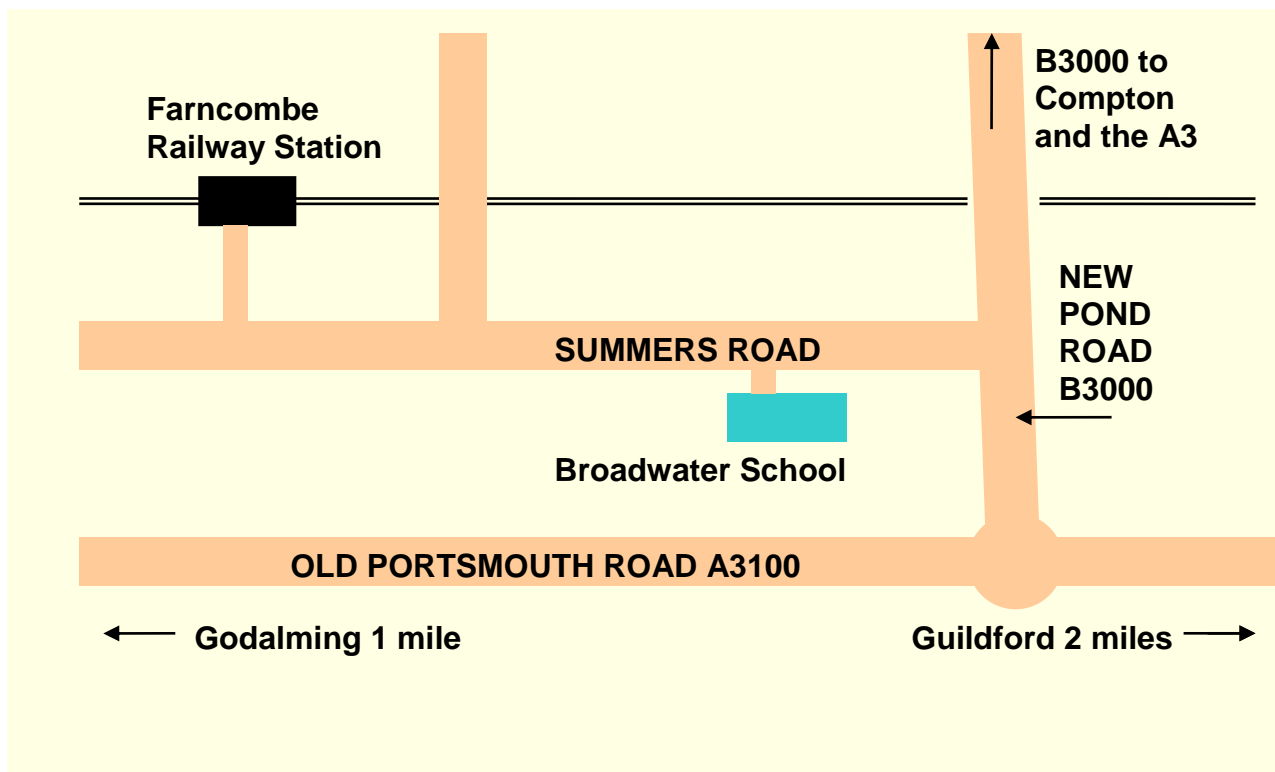 B3000 to
Compton
and the A3
Farncombe
Railway Station
NEW
POND
ROAD
B3000
SUMMERS ROAD
Broadwater School
OLD PORTSMOUTH ROAD A3100
Godalming 1 mile
Guildford 2 miles